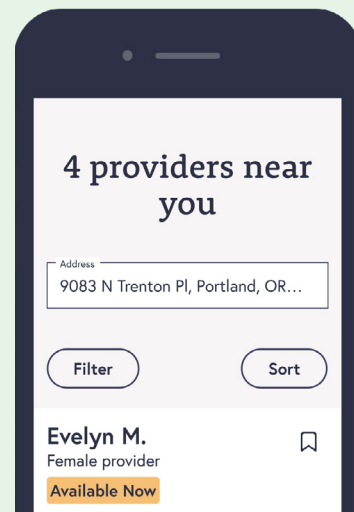 4 providers near
you
Address
9083 N Trenton Pl, Portland, OR...
Filter
Sort
Evelyn M.
Female provider
Available Now